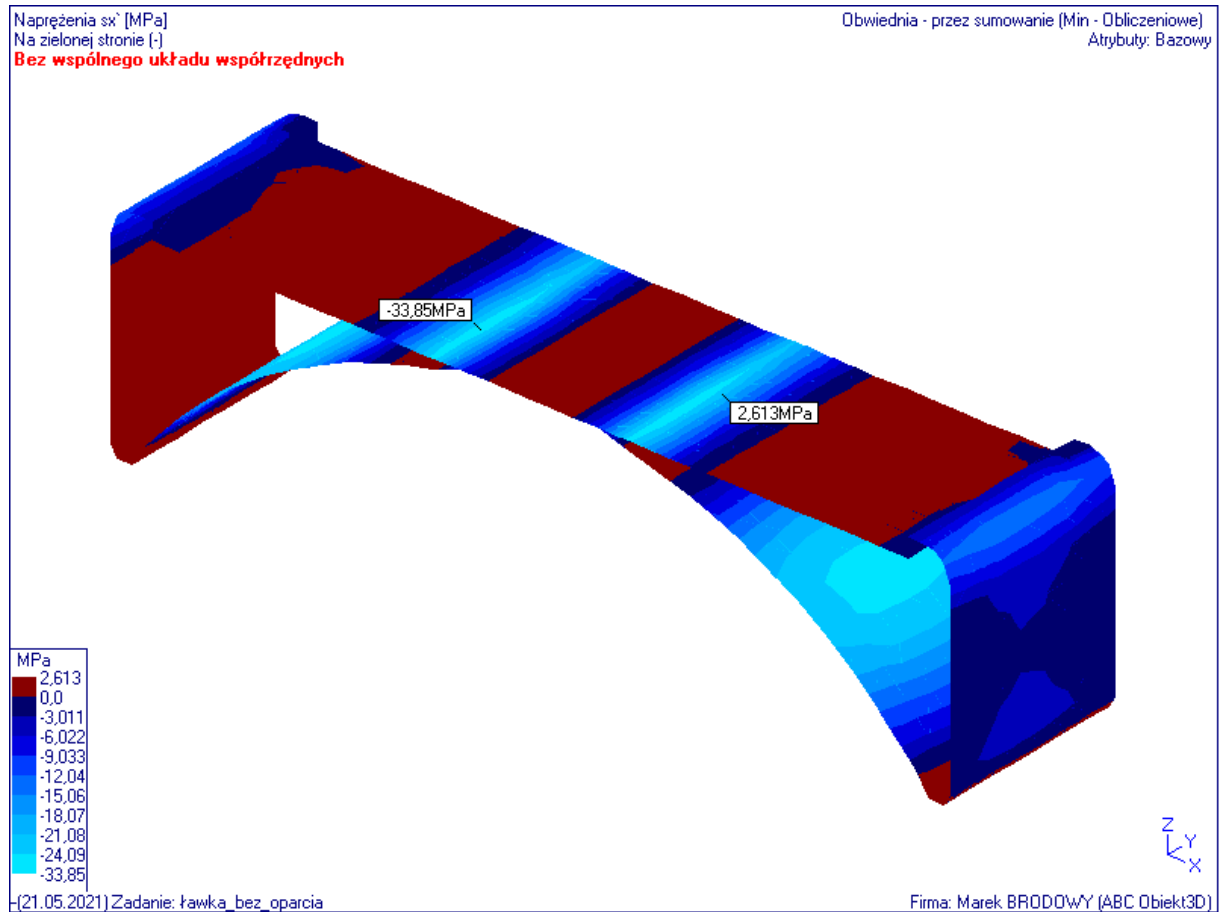 Naprężenia sx` [MPa]
Obwiednia - przez sumowanie (Min - Obliczeniowe)
Na zielonej stronie (-)
Atrybuty: Bazowy
Bez wspólnego układu współrzędnych
-33,85MPa
2,613MPa
MPa
2,613
0,0
-3,011
-6,022
-9,033
-12,04
-15,06
-18,07
-21,08
-24,09
-33,85
Z
Y
X
-(21.05.2021) Zadanie: ławka_bez_oparcia
Firma: Marek BRODOWY (ABC Obiekt3D)